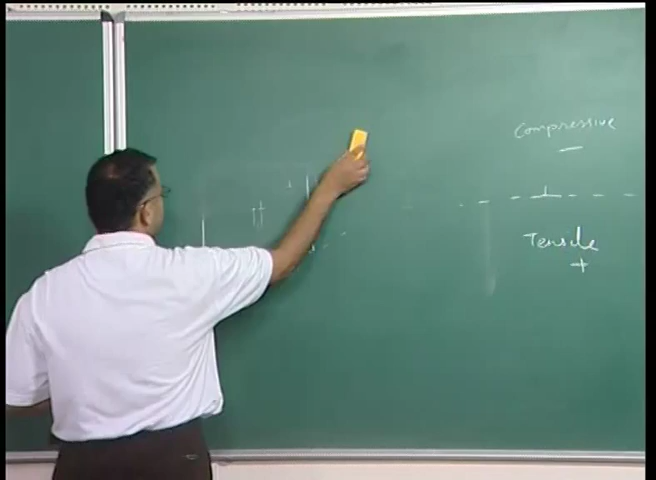 Compressive
—
Tensile
+